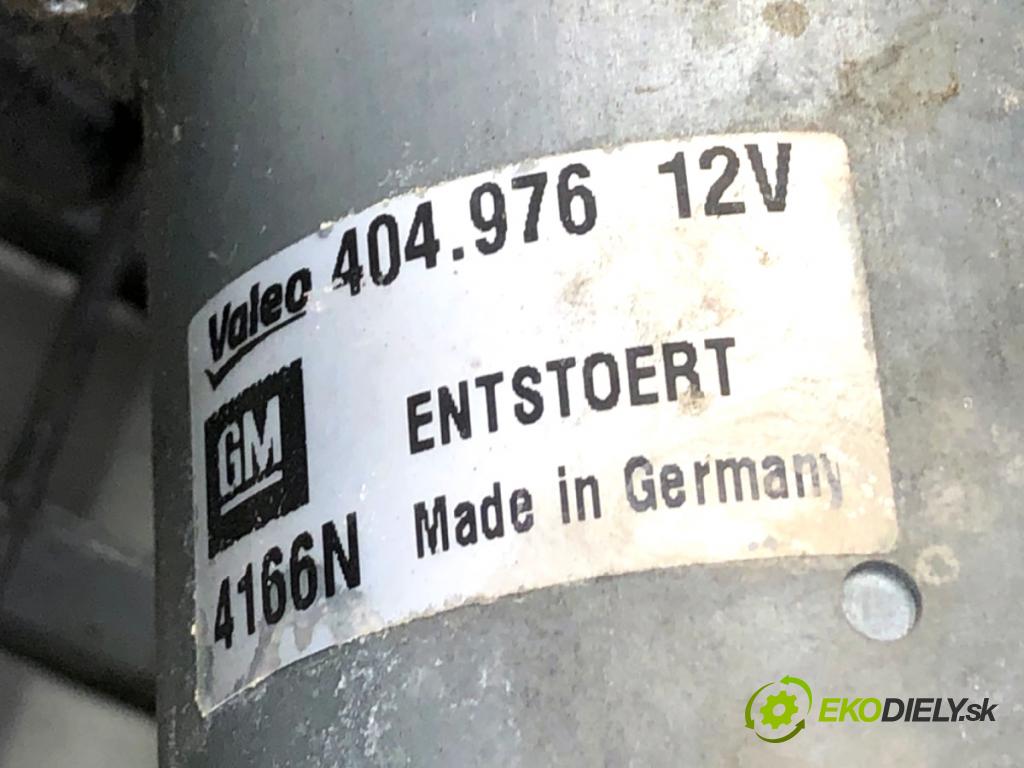 Valeo 404.976 12V
GM ENTSTOERT
4166N Made in Germany
EKODIELY.sk